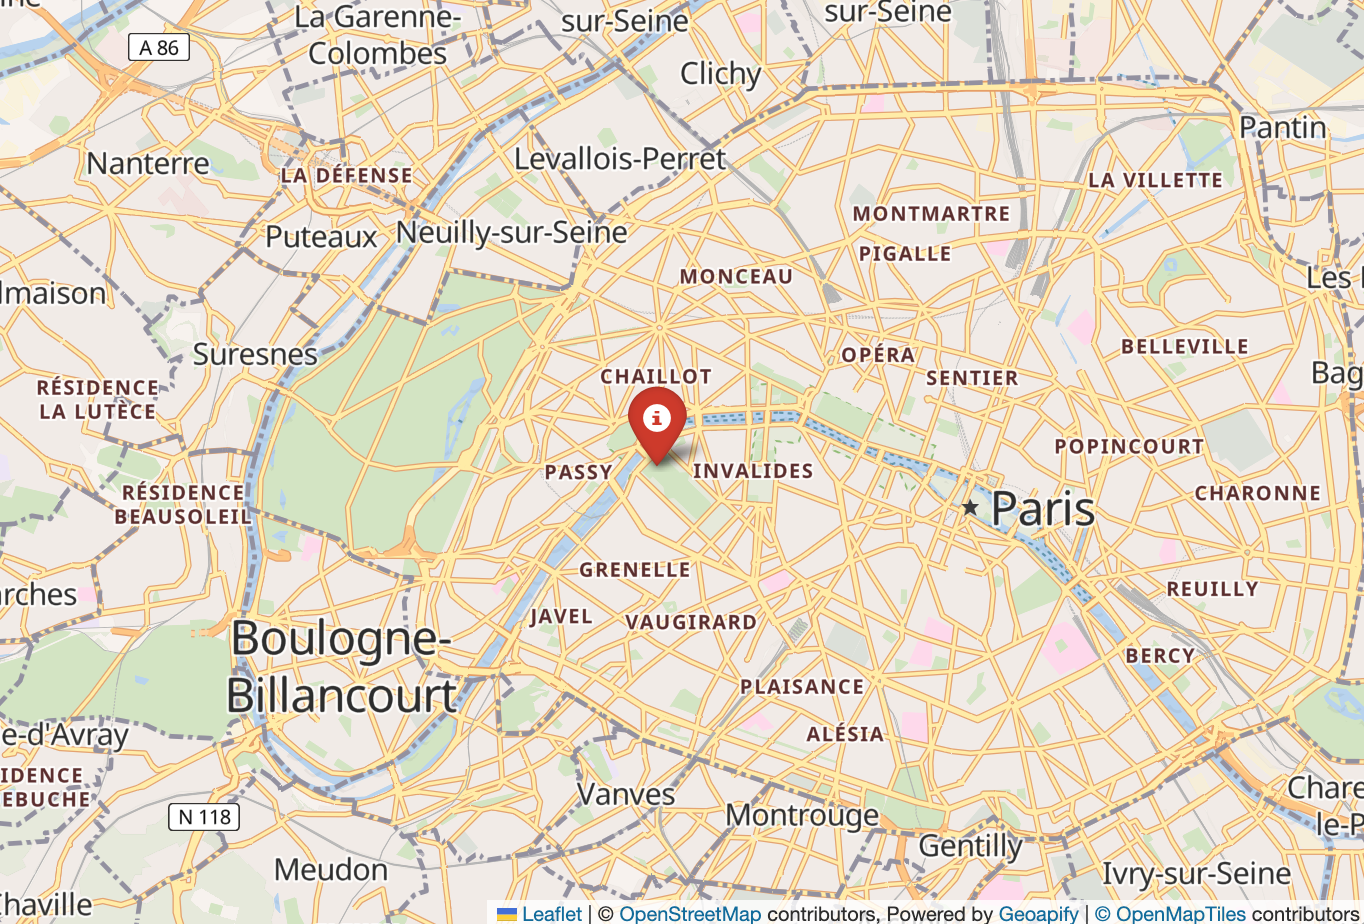 La Garenne-
Colombes
sur-Seine
sur-Seine
A 86
Clichy
Pantin
Nanterre
LA DÉFENSE
Levallois-Perret
LA VILLETTE
MONTMARTRE
Puteaux
Neuilly-sur-Seine
PIGALLE
MONCEAU
lmaison
Les
Suresnes
OPÉRA
BELLEVILLE
CHAILLOT
SENTIER
Bag
RÉSIDENCE
LA LUTÈCE
i
POPINCOURT
PASSY
INVALIDES
RÉSIDENCE
BEAUSOLEIL
CHARONNE
Paris
GRENELLE
arches
REUILLY
JAVEL
VAUGIRARD
Boulogne-
Billancourt
BERCY
PLAISANCE
e-d'Avray
ALÉSIA
IDENCE
EBUCHE
Vanves
Chare
le-P
N 118
Montrouge
Gentilly
Meudon
Ivry-sur-Seine
haville
Leaflet | © OpenStreetMap contributors, Powered by Geoapify | © OpenMapTiles contributors